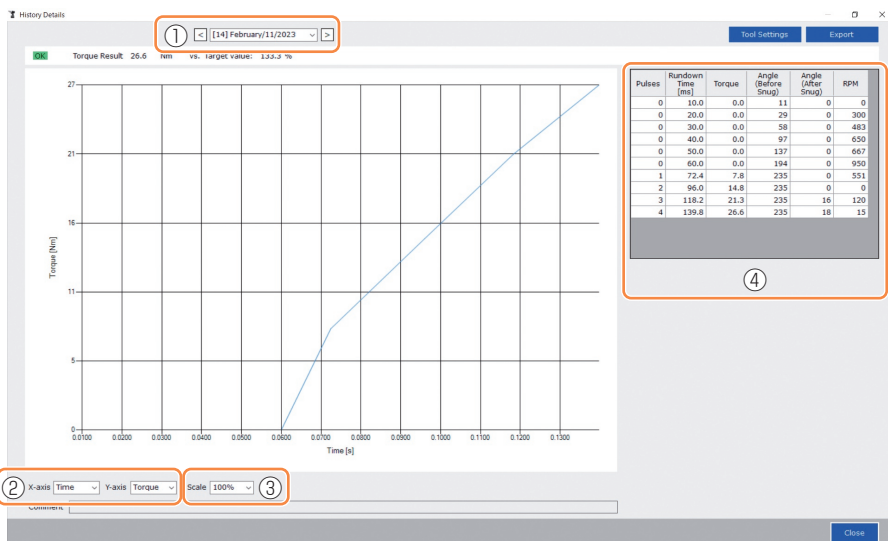 History Details
① < [14] February/11/2023 >
Tool Settings Export
OK Torque Result 26.6 Nm vs. Target value: 133.3 %
27
21
16
11
5
0
Torque [Nm]
0.0100 0.0200 0.0300 0.0400 0.0500 0.0600 0.0700 0.0800 0.0900 0.1000 0.1100 0.1200 0.1300
Time [s]
Pulses Rundown Time [ms] Torque Angle (Before Snug) Angle (After Snug) RPM
0 10.0 0.0 11 0 0
0 20.0 0.0 29 0 300
0 30.0 0.0 58 0 483
0 40.0 0.0 97 0 650
0 50.0 0.0 137 0 667
0 60.0 0.0 194 0 950
1 72.4 7.8 235 0 551
2 96.0 14.8 235 0 0
3 118.2 21.3 235 16 120
4 139.8 26.6 235 18 15
④
② X-axis Time Y-axis Torque Scale 100% ③
Comment
Close